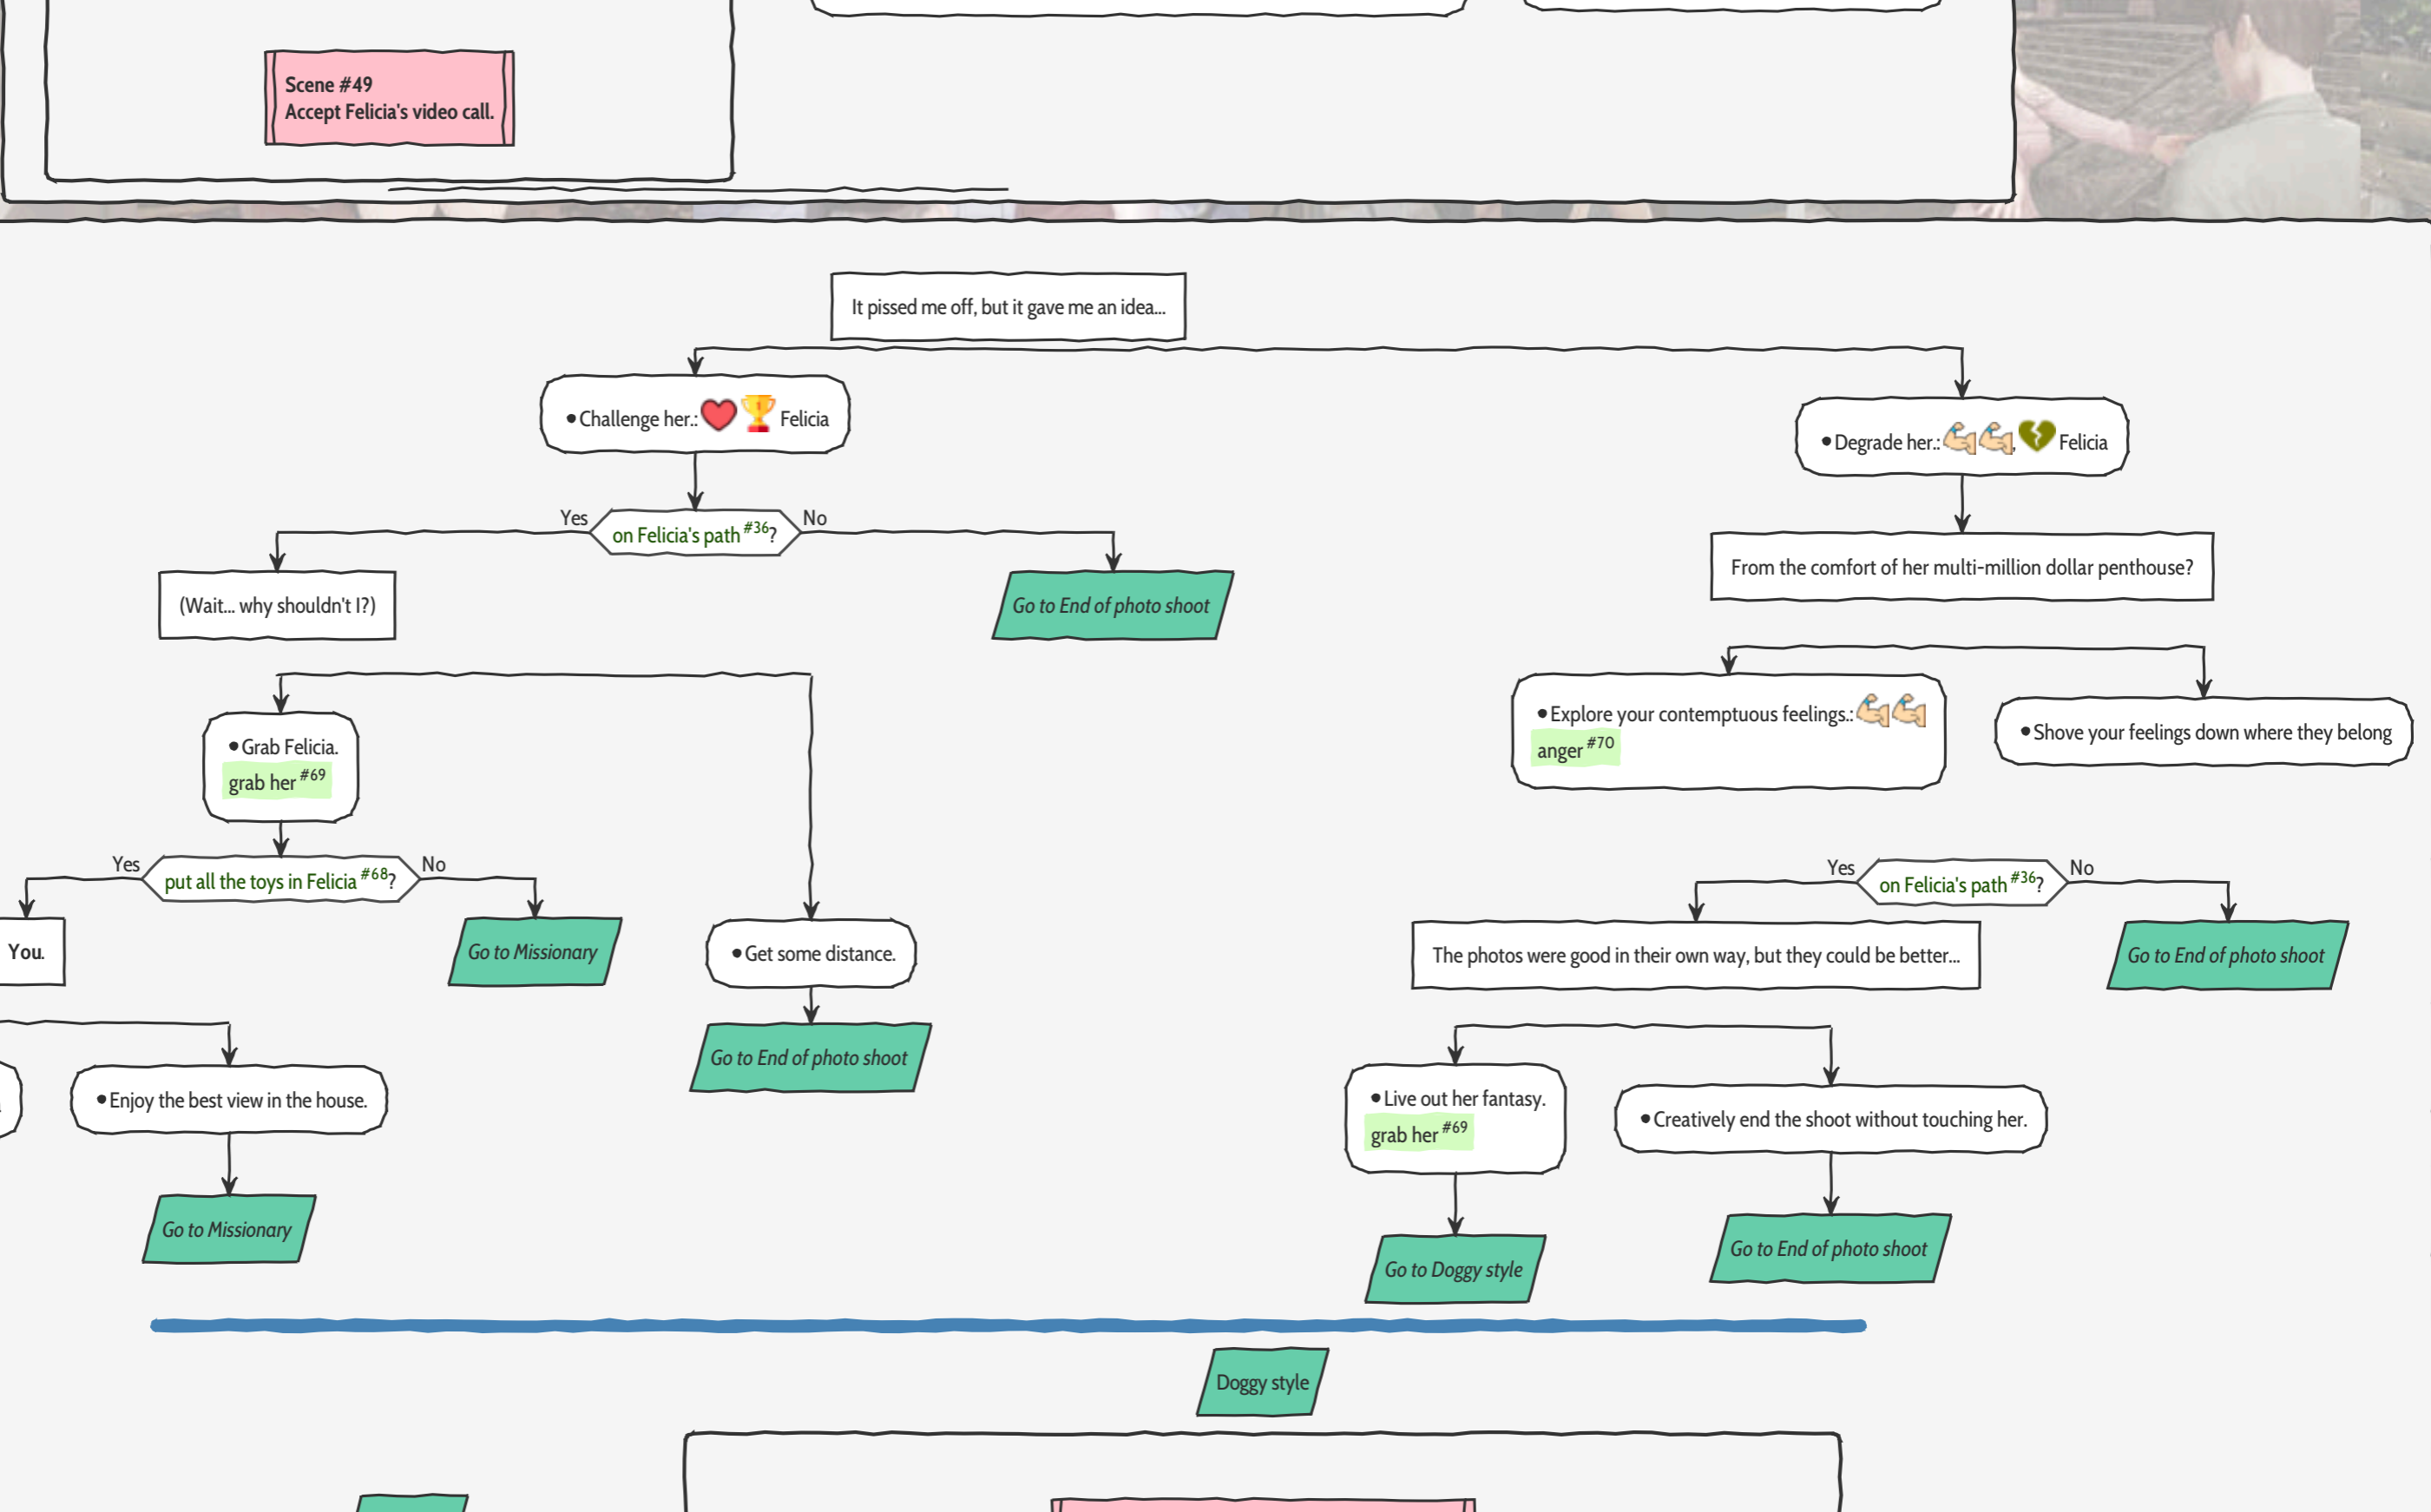 Scene #49
Accept Felicia's video call.
It pissed me off, but it gave me an idea...
•Challenge her.: Felicia
•Degrade her.: , Felicia
Yes
on Felicia's path #36?
No
(Wait... why shouldn't I?)
Go to End of photo shoot
From the comfort of her multi-million dollar penthouse?
•Grab Felicia.
grab her #69
•Explore your contemptuous feelings.:
anger #70
•Shove your feelings down where they belong
Yes
put all the toys in Felicia #68?
No
You.
Go to Missionary
•Get some distance.
Go to End of photo shoot
Yes
on Felicia's path #36?
No
The photos were good in their own way, but they could be better...
Go to End of photo shoot
•Enjoy the best view in the house.
Go to Missionary
•Live out her fantasy.
grab her #69
•Creatively end the shoot without touching her.
Go to Doggy style
Go to End of photo shoot
Doggy style